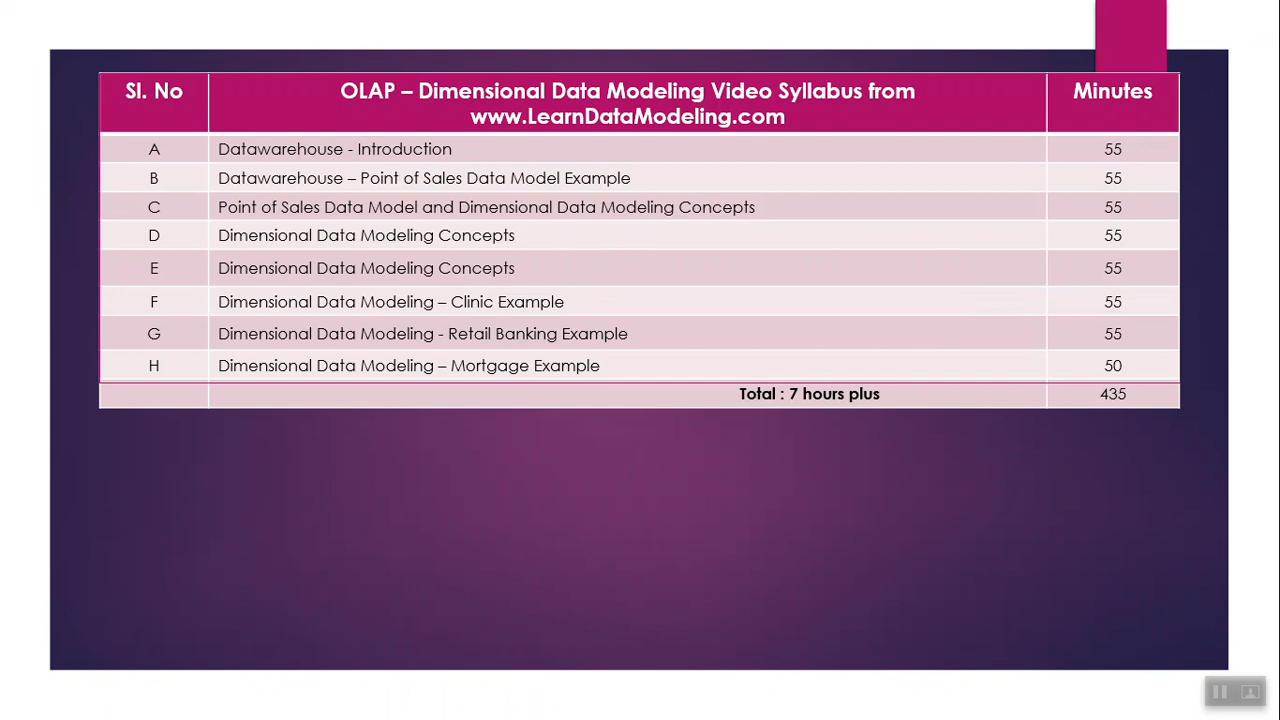 Sl. No OLAP – Dimensional Data Modeling Video Syllabus from Minutes
www.LearnDataModeling.com
A Datawarehouse - Introduction 55
B Datawarehouse – Point of Sales Data Model Example 55
C Point of Sales Data Model and Dimensional Data Modeling Concepts 55
D Dimensional Data Modeling Concepts 55
E Dimensional Data Modeling Concepts 55
F Dimensional Data Modeling – Clinic Example 55
G Dimensional Data Modeling - Retail Banking Example 55
H Dimensional Data Modeling – Mortgage Example 50
Total : 7 hours plus 435